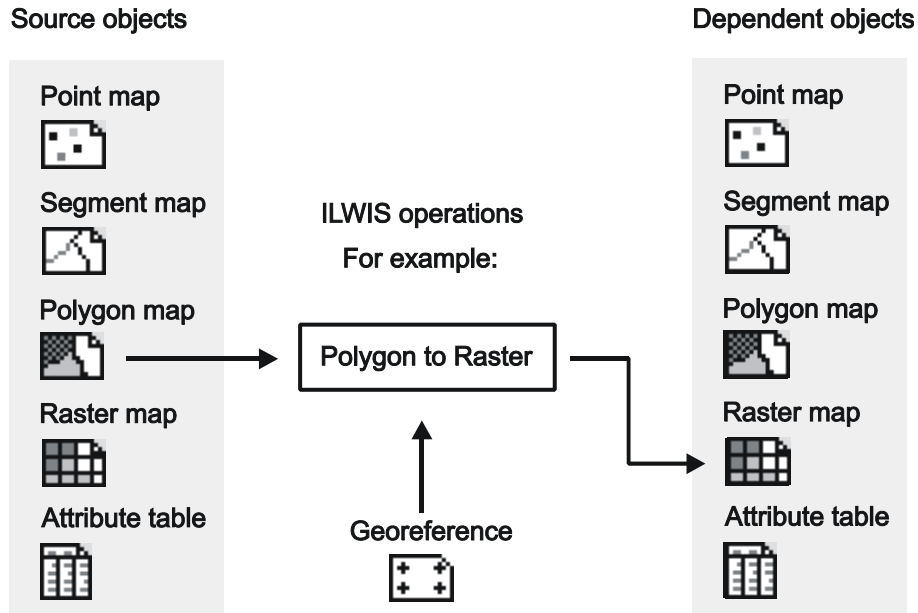 Source objects
Point map
Segment map
Polygon map
Raster map
Attribute table
ILWIS operations
For example:
Polygon to Raster
Georeference
Dependent objects
Point map
Segment map
Polygon map
Raster map
Attribute table